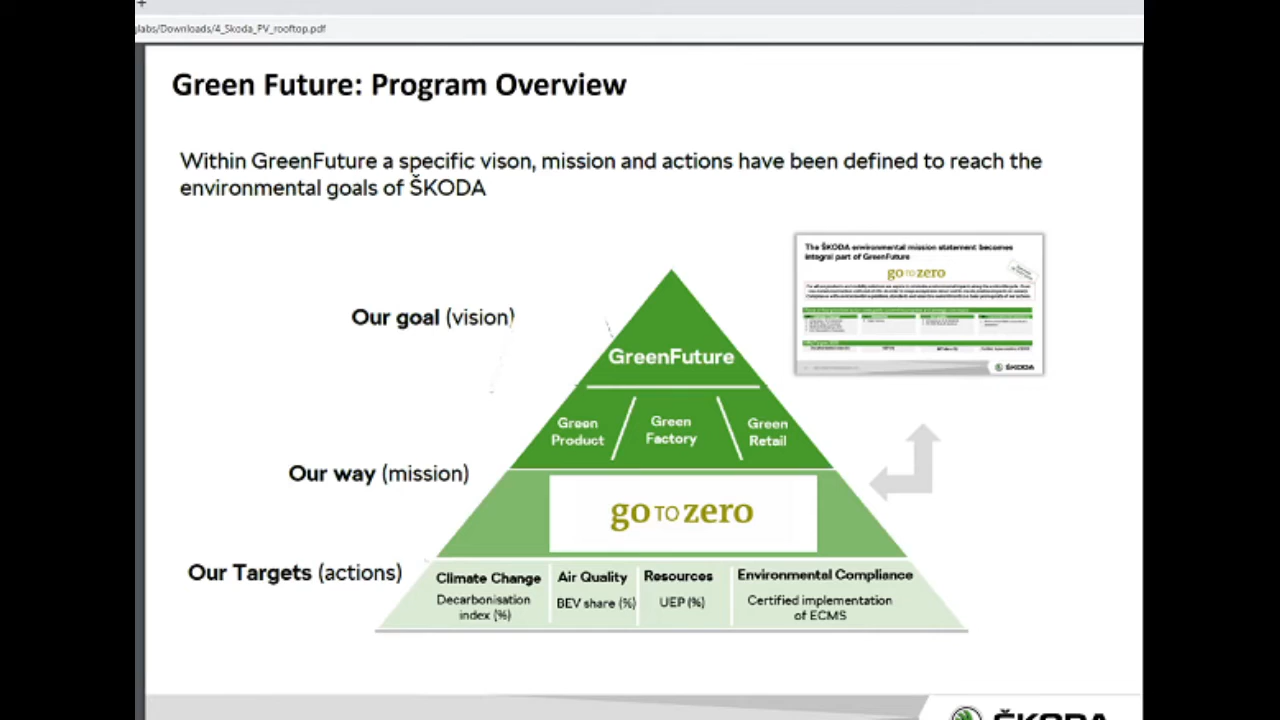 glabs/Downloads/4_Skoda_PV_rooftop.pdf
Green Future: Program Overview
Within GreenFuture a specific vison, mission and actions have been defined to reach the
environmental goals of ŠKODA
The ŠKODA environmental mission statement becomes
integral part of GreenFuture
go TO zero
ŠKODA
Our goal (vision)
GreenFuture
Green
Product
Green
Factory
Green
Retail
Our way (mission)
go TO zero
Our Targets (actions)
Climate Change
Decarbonisation
index (%)
Air Quality
BEV share (%)
Resources
UEP (%)
Environmental Compliance
Certified implementation
of ECMS
ŠKODA